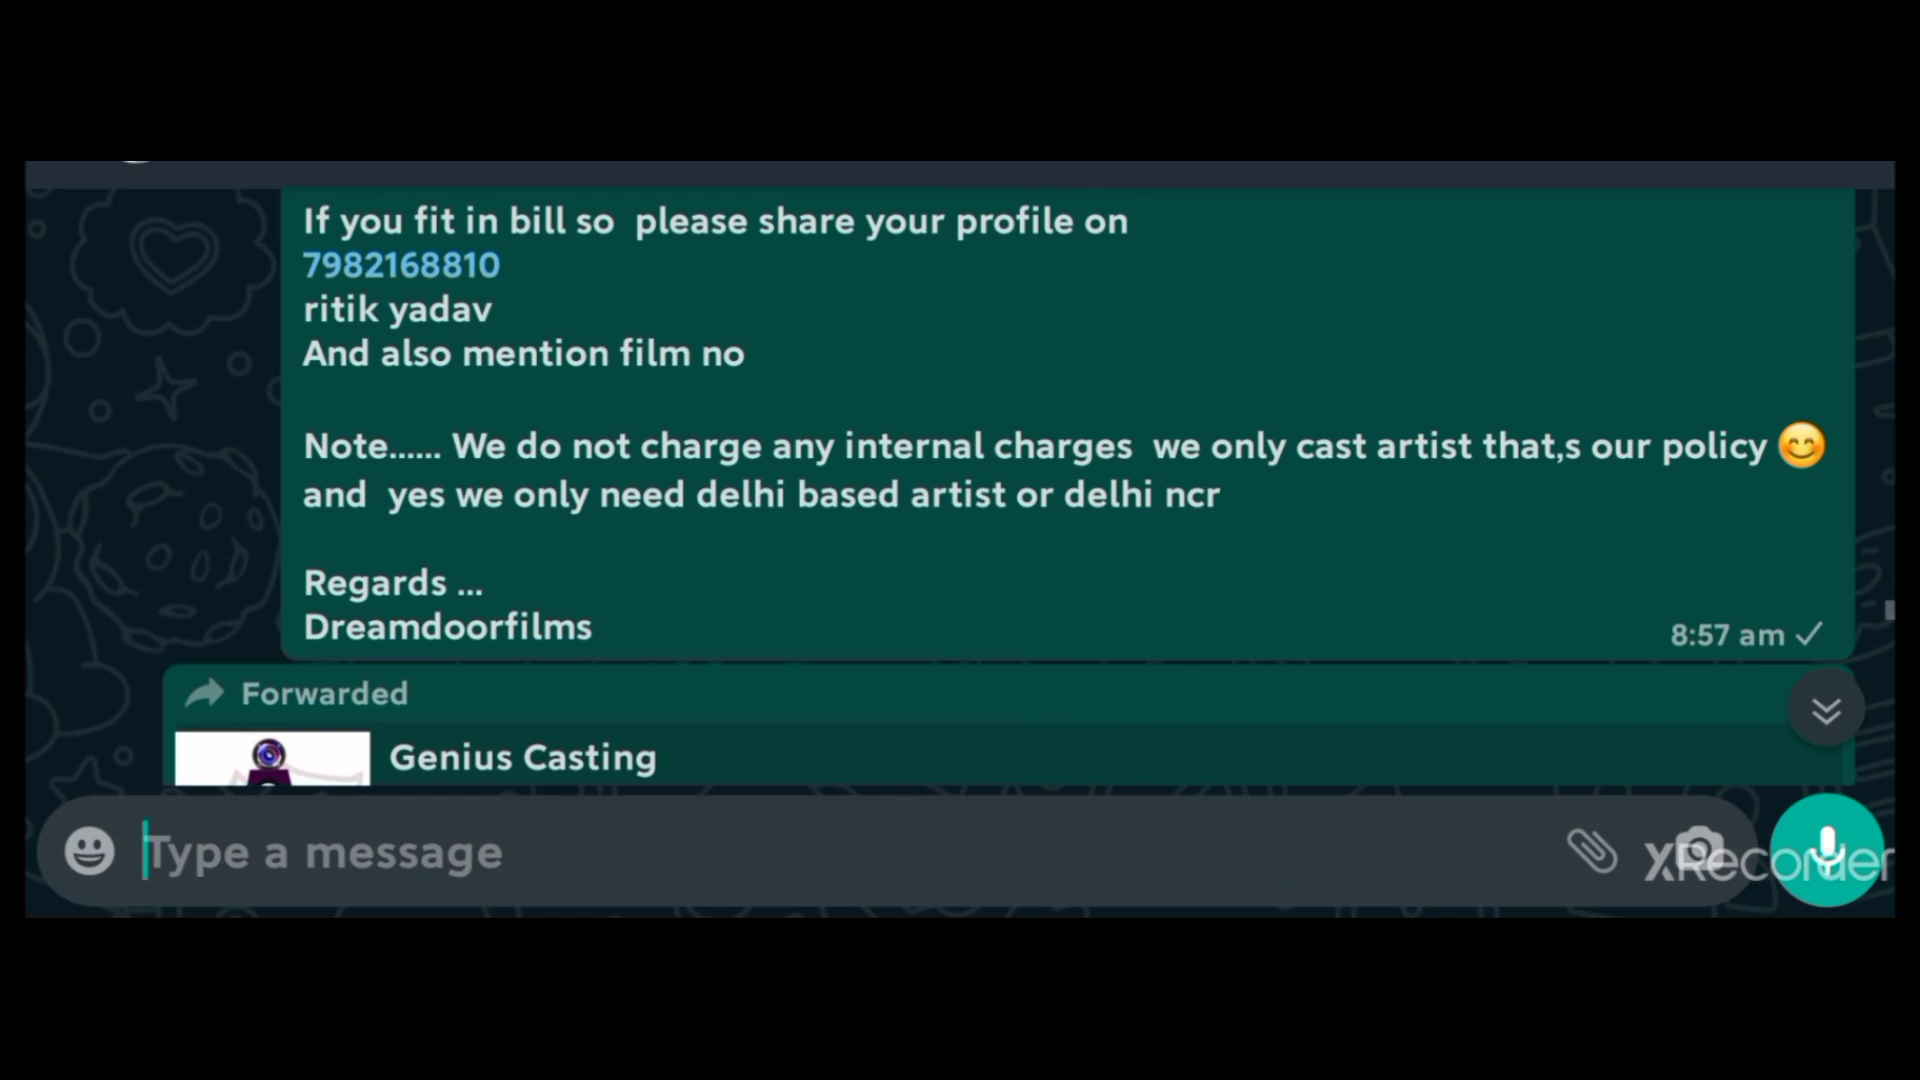 If you fit in bill so  please share your profile on
7982168810
ritik yadav
And also mention film no
Note...... We do not charge any internal charges  we only cast artist that,s our policy 😊
and  yes we only need delhi based artist or delhi ncr
Regards ...
Dreamdoorfilms
8:57 am
Forwarded
Genius Casting
Type a message
XRecorder